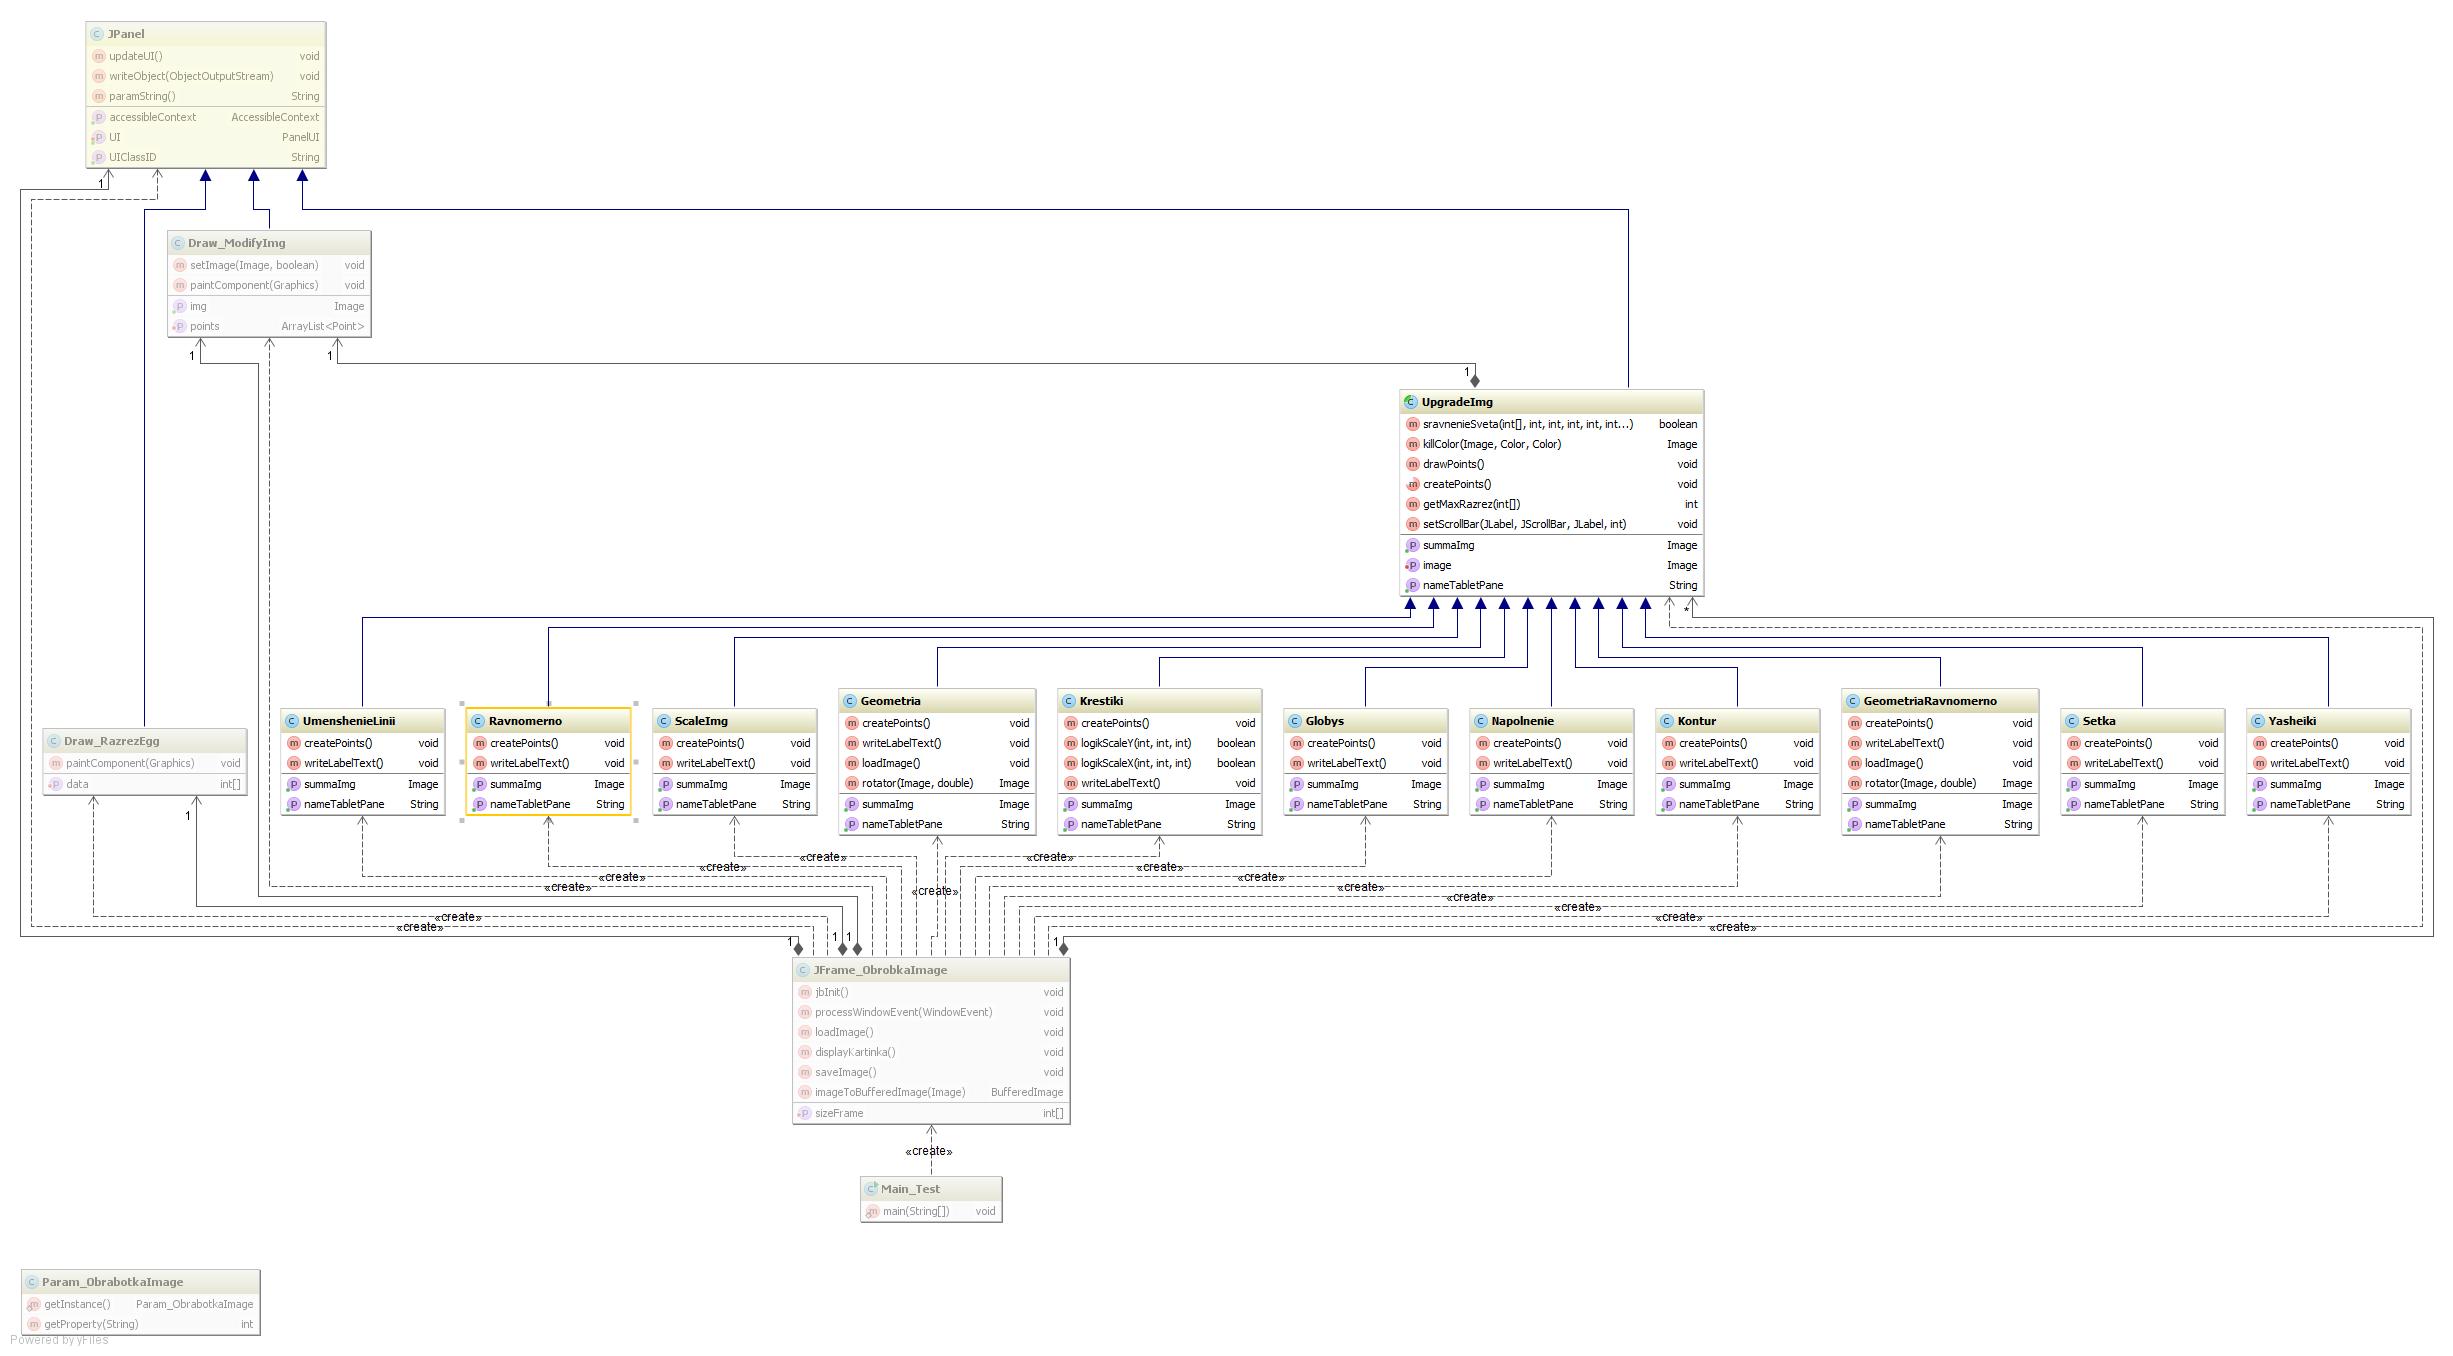 JPanel
updateUI() void
writeObject(ObjectOutputStream) void
paramString() String
accessibleContext AccessibleContext
UI PanelUI
UIClassID String
1
Draw_ModifyImg
setImage(Image, boolean) void
paintComponent(Graphics) void
img Image
points ArrayList<Point>
1 1
1
UpgradeImg
sravnenieSveta(int[], int, int, int, int, int...) boolean
killColor(Image, Color, Color) Image
drawPoints() void
createPoints() void
getMaxRazrez(int[]) int
setScrollBar(JLabel, JScrollBar, JLabel, int) void
summaImg Image
image Image
nameTabletPane String
*
Draw_RazrezEgg
paintComponent(Graphics) void
data int[]
1
UmenshenieLinii
createPoints() void
writeLabelText() void
summaImg Image
nameTabletPane String
Ravnomerno
createPoints() void
writeLabelText() void
summaImg Image
nameTabletPane String
ScaleImg
createPoints() void
writeLabelText() void
summaImg Image
nameTabletPane String
Geometria
createPoints() void
writeLabelText() void
loadImage() void
rotator(Image, double) Image
summaImg Image
nameTabletPane String
Krestiki
createPoints() void
logikScaleY(int, int, int) boolean
logikScaleX(int, int, int) boolean
writeLabelText() void
summaImg Image
nameTabletPane String
Globys
createPoints() void
writeLabelText() void
summaImg Image
nameTabletPane String
Napolnenie
createPoints() void
writeLabelText() void
summaImg Image
nameTabletPane String
Kontur
createPoints() void
writeLabelText() void
summaImg Image
nameTabletPane String
GeometriaRavnomerno
createPoints() void
writeLabelText() void
loadImage() void
rotator(Image, double) Image
summaImg Image
nameTabletPane String
Setka
createPoints() void
writeLabelText() void
summaImg Image
nameTabletPane String
Yasheiki
createPoints() void
writeLabelText() void
summaImg Image
nameTabletPane String
«create» «create»
«create» «create»
«create» «create»
«create» «create»
«create»
«create»
«create»
«create» «create»
«create» «create»
1 1 1 1
JFrame_ObrobkaImage
jbInit() void
processWindowEvent(WindowEvent) void
loadImage() void
displayKartinka() void
saveImage() void
imageToBufferedImage(Image) BufferedImage
sizeFrame int[]
«create»
Main_Test
main(String[]) void
Param_ObrabotkaImage
getInstance() Param_ObrabotkaImage
getProperty(String) int
Powered by yFiles